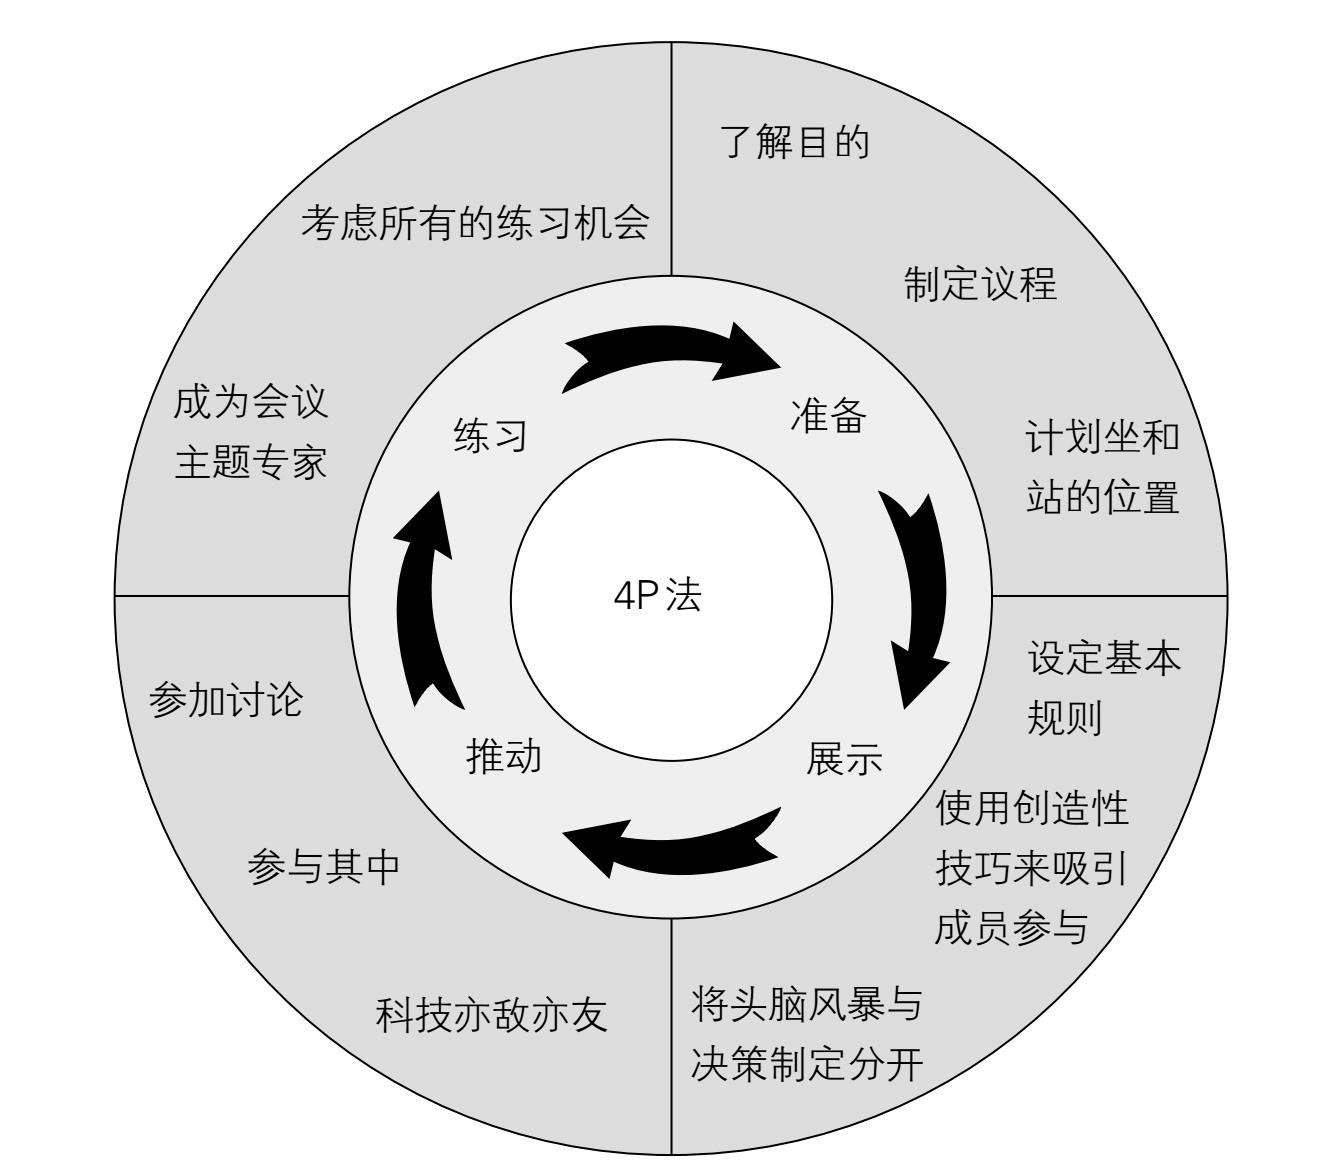 了解目的
考虑所有的练习机会
制定议程
成为会议
主题专家
练习
准备
计划坐和
站的位置
4P法
参加讨论
推动
展示
设定基本
规则
使用创造性
技巧来吸引
成员参与
参与其中
科技亦敌亦友
将头脑风暴与
决策制定分开